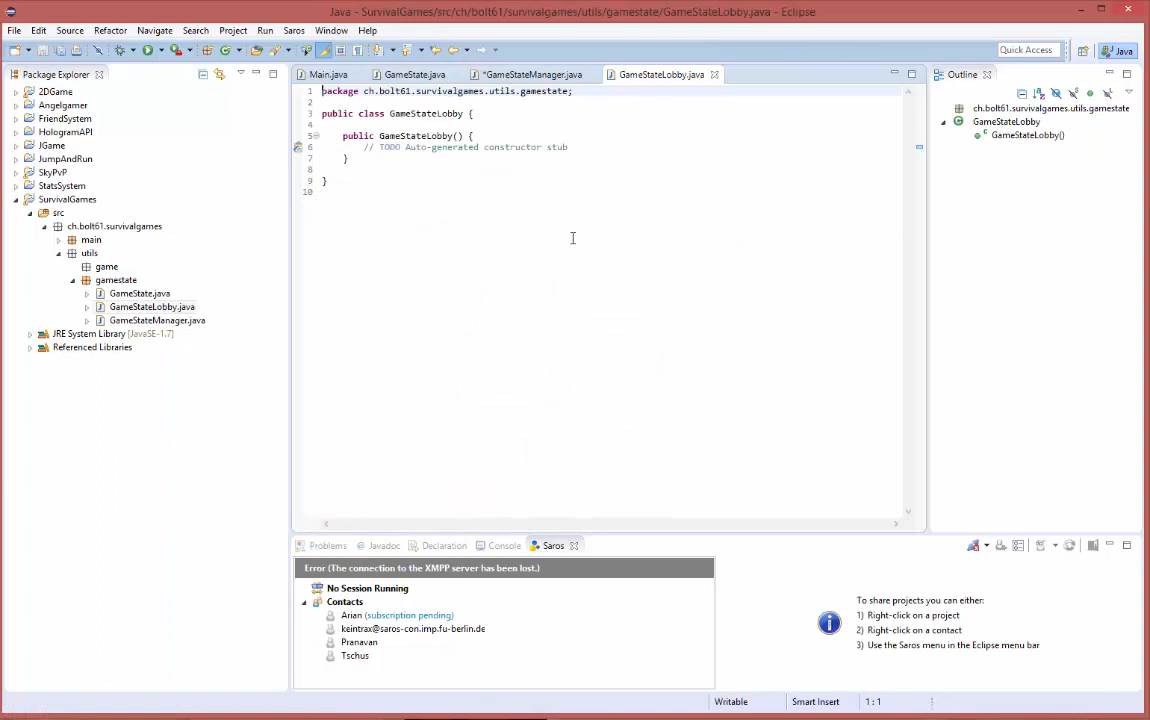 Java - SurvivalGames/src/ch/bolt61/survivalgames/utils/gamestate/GameStateLobby.java - Eclipse
File Edit Source Refactor Navigate Search Project Run Saros Window Help
Quick Access
Java
Package Explorer
2DGame
Angelgamer
FriendSystem
HologramAPI
JGame
JumpAndRun
SkyPvP
StatsSystem
SurvivalGames
src
ch.bolt61.survivalgames
main
utils
game
gamestate
GameState.java
GameStateLobby.java
GameStateManager.java
JRE System Library [JavaSE-1.7]
Referenced Libraries
Main.java
GameState.java
*GameStateManager.java
GameStateLobby.java
1 package ch.bolt61.survivalgames.utils.gamestate;
2
3 public class GameStateLobby {
4
5 public GameStateLobby() {
6 // TODO Auto-generated constructor stub
7 }
8
9 }
10
Outline
ch.bolt61.survivalgames.utils.gamestate
GameStateLobby
GameStateLobby()
Problems @ Javadoc Declaration Console Saros
Error (The connection to the XMPP server has been lost.)
No Session Running
Contacts
Arian (subscription pending)
keintrax@saros-con.imp.fu-berlin.de
Pranavan
Tschus
To share projects you can either:
1) Right-click on a project
2) Right-click on a contact
3) Use the Saros menu in the Eclipse menu bar
Writable
Smart Insert
1 : 1